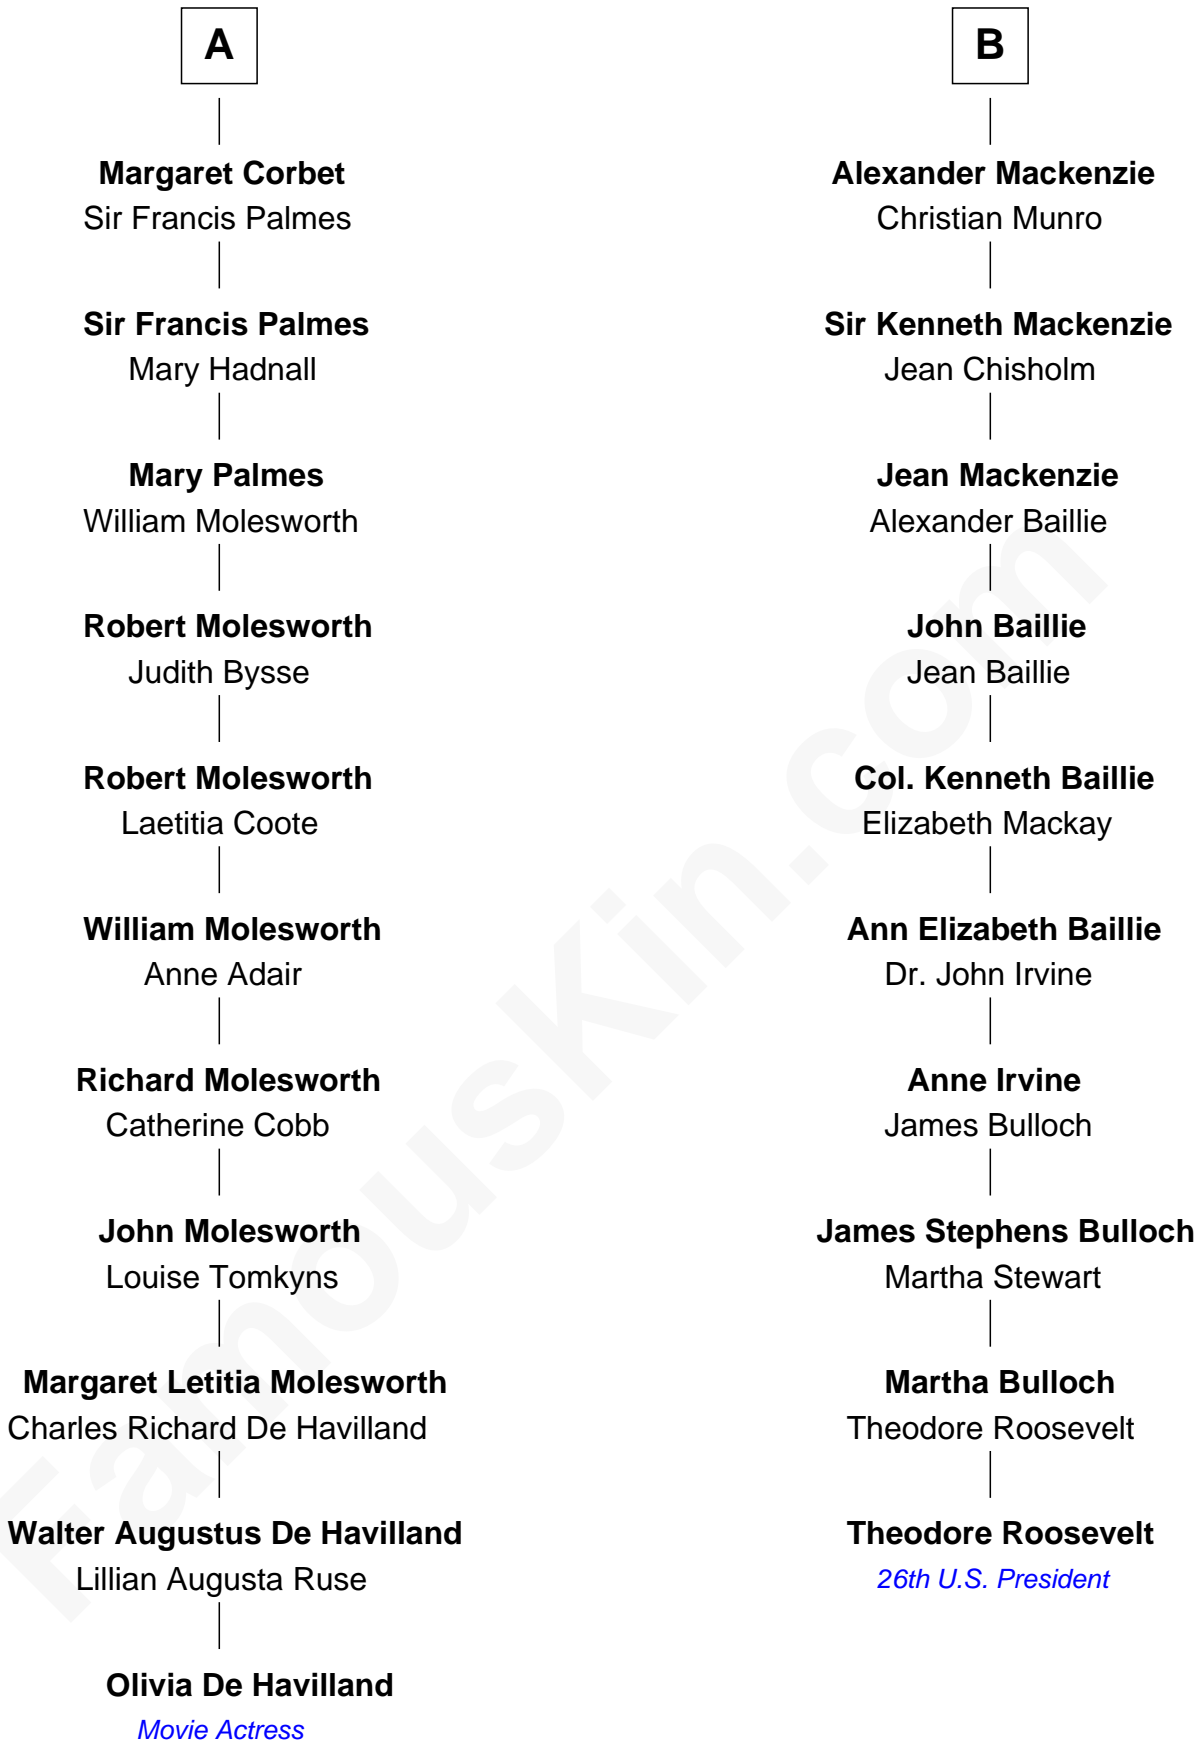 A
Margaret Corbet
Sir Francis Palmes
Sir Francis Palmes
Mary Hadnall
Mary Palmes
William Molesworth
Robert Molesworth
Judith Bysse
Robert Molesworth
Laetitia Coote
William Molesworth
Anne Adair
Richard Molesworth
Catherine Cobb
John Molesworth
Louise Tomkyns
Margaret Letitia Molesworth
Charles Richard De Havilland
Walter Augustus De Havilland
Lillian Augusta Ruse
Olivia De Havilland
Movie Actress
B
Alexander Mackenzie
Christian Munro
Sir Kenneth Mackenzie
Jean Chisholm
Jean Mackenzie
Alexander Baillie
John Baillie
Jean Baillie
Col. Kenneth Baillie
Elizabeth Mackay
Ann Elizabeth Baillie
Dr. John Irvine
Anne Irvine
James Bulloch
James Stephens Bulloch
Martha Stewart
Martha Bulloch
Theodore Roosevelt
Theodore Roosevelt
26th U.S. President
FamousKin.com